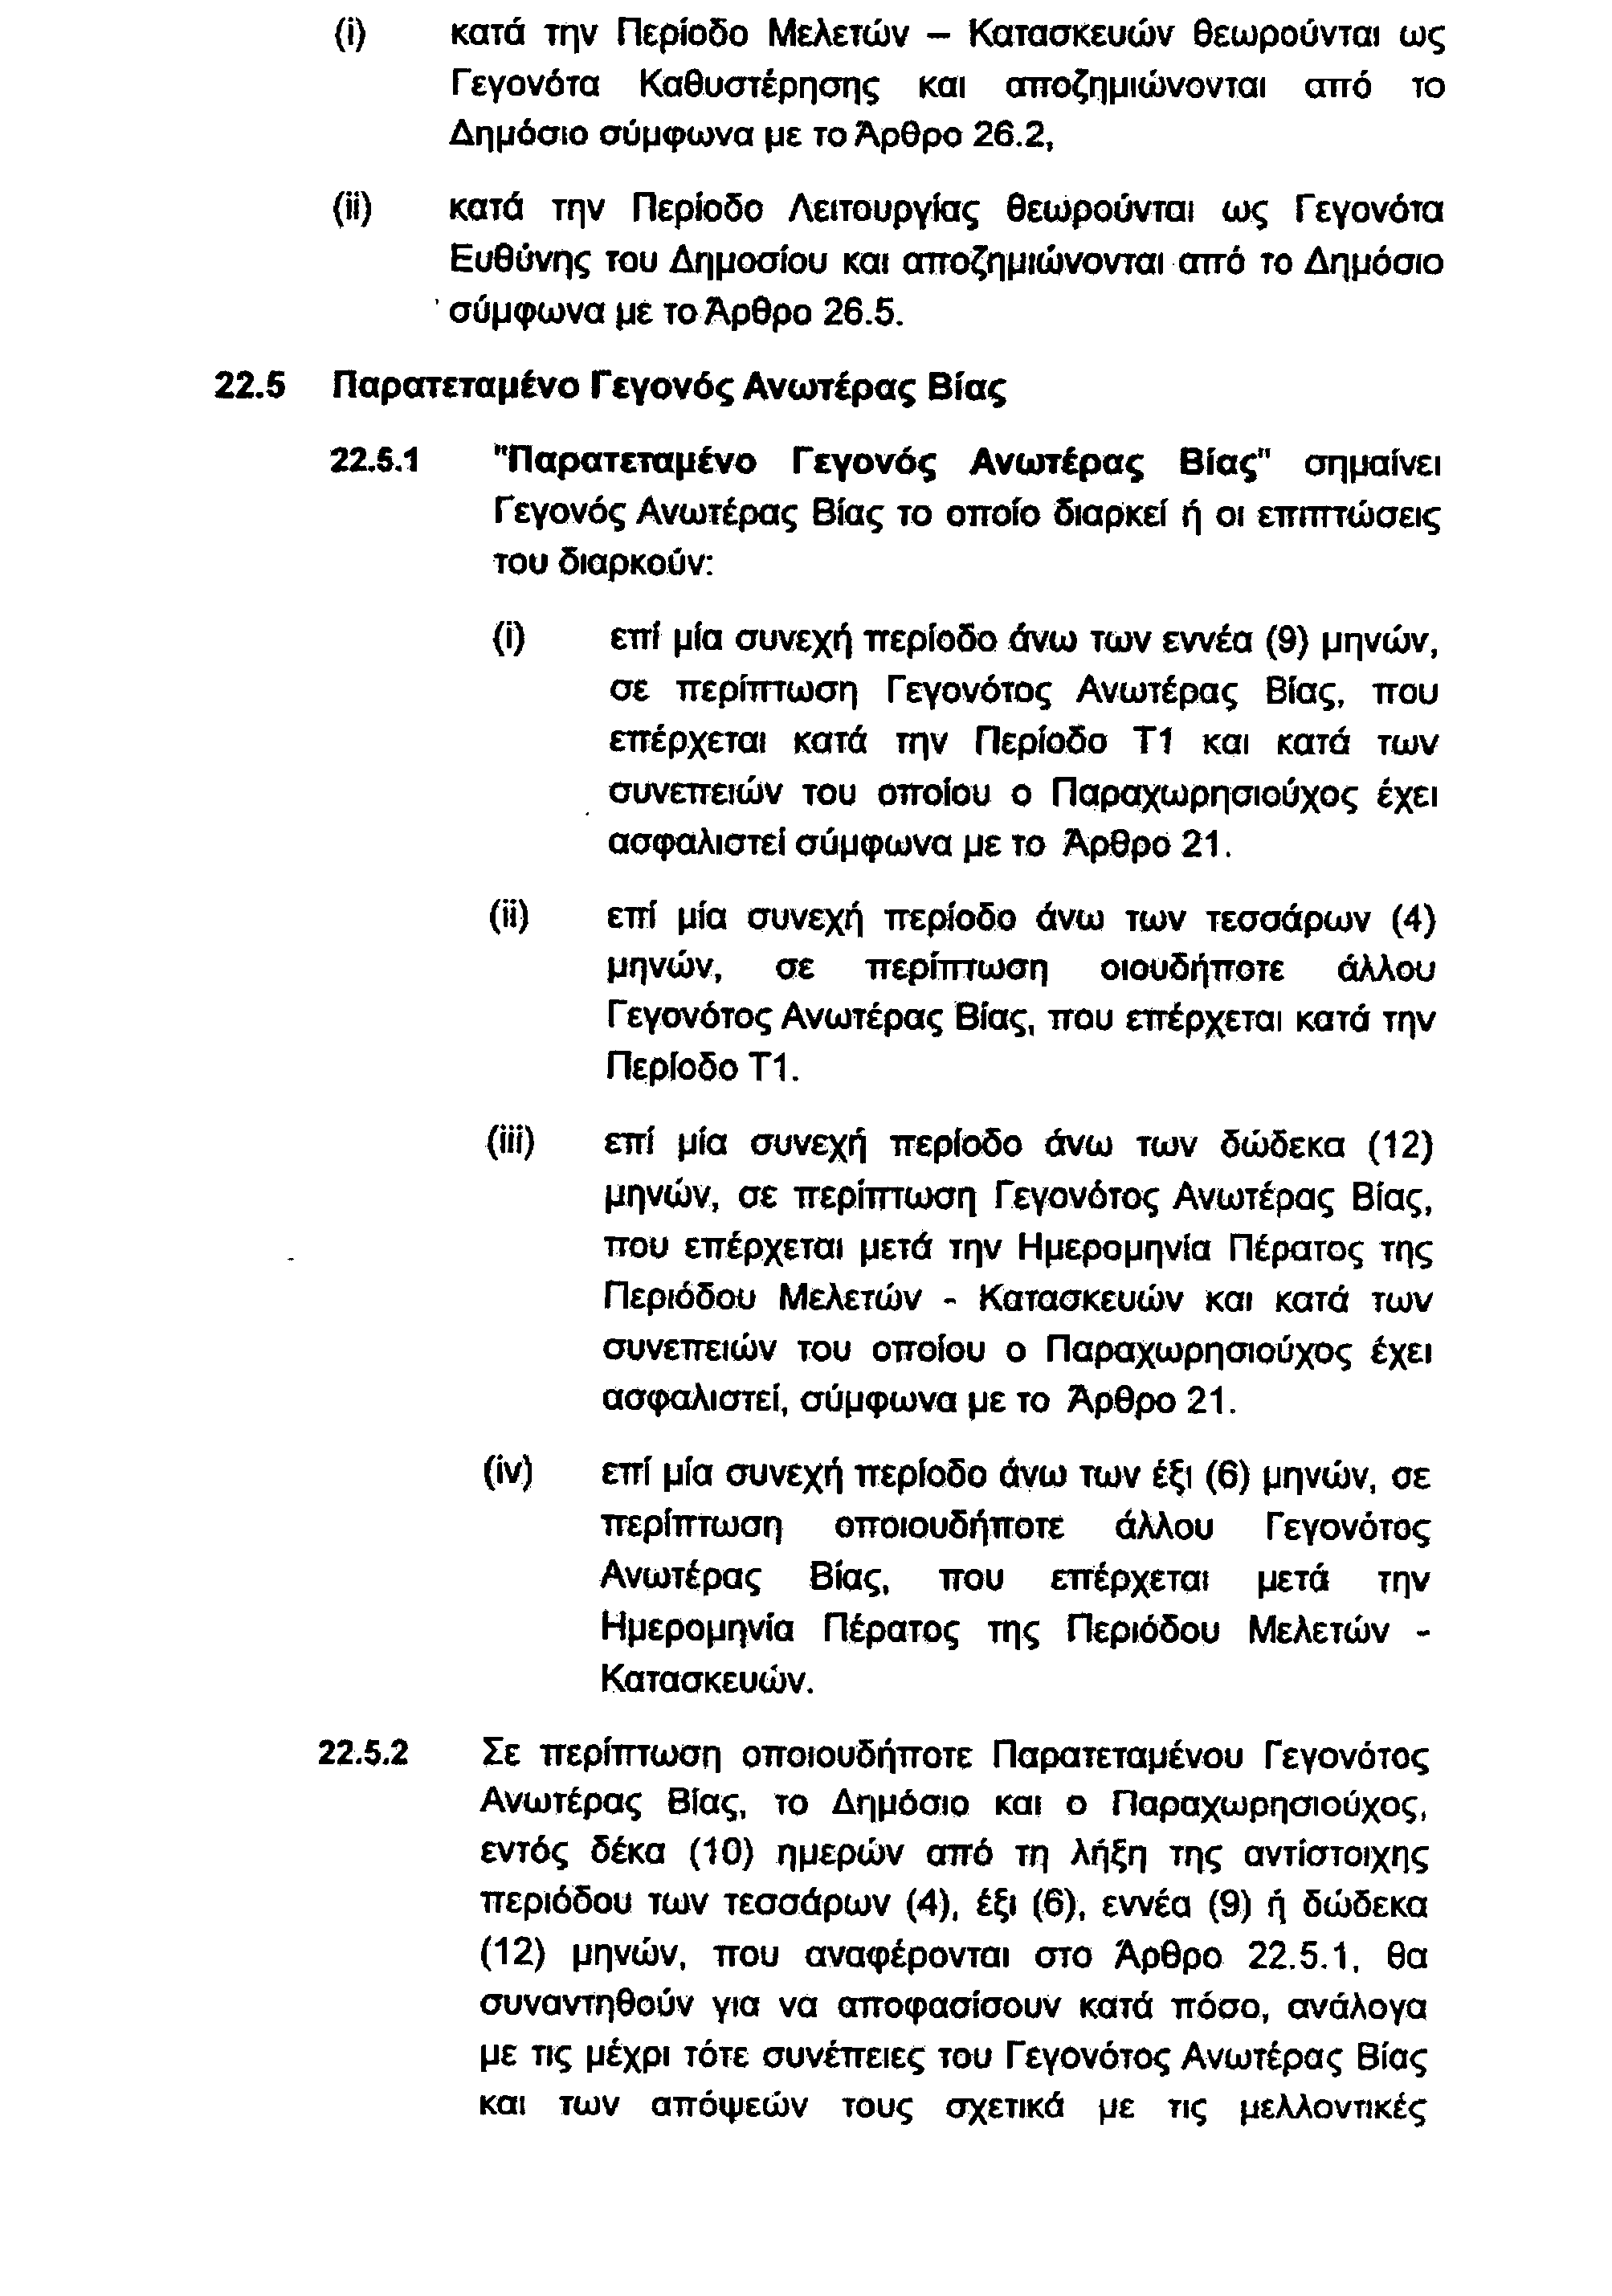 (i) κατά την Περίοδο Μελετών – Κατασκευών θεωρούνται ως
Γεγονότα Καθυστέρησης και αποζημιώνονται από το
Δημόσιο σύμφωνα με το Άρθρο 26.2,
(ii) κατά την Περίοδο Λειτουργίας θεωρούνται ως Γεγονότα
Ευθύνης του Δημοσίου και αποζημιώνονται από το Δημόσιο
σύμφωνα με το Άρθρο 26.5.
22.5 Παρατεταμένο Γεγονός Ανωτέρας Βίας
22.5.1 "Παρατεταμένο Γεγονός Ανωτέρας Βίας" σημαίνει
Γεγονός Ανωτέρας Βίας το οποίο διαρκεί ή οι επιπτώσεις
του διαρκούν:
(i) επί μία συνεχή περίοδο άνω των εννέα (9) μηνών,
σε περίπτωση Γεγονότος Ανωτέρας Βίας, που
επέρχεται κατά την Περίοδο Τ1 και κατά των
συνεπειών του οποίου ο Παραχωρησιούχος έχει
ασφαλιστεί σύμφωνα με το Άρθρο 21.
(ii) επί μία συνεχή περίοδο άνω των τεσσάρων (4)
μηνών, σε περίπτωση οιουδήποτε άλλου
Γεγονότος Ανωτέρας Βίας, που επέρχεται κατά την
Περίοδο Τ1.
(iii) επί μία συνεχή περίοδο άνω των δώδεκα (12)
μηνών, σε περίπτωση Γεγονότος Ανωτέρας Βίας,
που επέρχεται μετά την Ημερομηνία Πέρατος της
Περιόδου Μελετών - Κατασκευών και κατά των
συνεπειών του οποίου ο Παραχωρησιούχος έχει
ασφαλιστεί, σύμφωνα με το Άρθρο 21.
(iv) επί μία συνεχή περίοδο άνω των έξι (6) μηνών, σε
περίπτωση οποιουδήποτε άλλου Γεγονότος
Ανωτέρας Βίας, που επέρχεται μετά την
Ημερομηνία Πέρατος της Περιόδου Μελετών -
Κατασκευών.
22.5.2 Σε περίπτωση οποιουδήποτε Παρατεταμένου Γεγονότος
Ανωτέρας Βίας, το Δημόσιο και ο Παραχωρησιούχος,
εντός δέκα (10) ημερών από τη λήξη της αντίστοιχης
περιόδου των τεσσάρων (4), έξι (6), εννέα (9) ή δώδεκα
(12) μηνών, που αναφέρονται στο Άρθρο 22.5.1, θα
συναντηθούν για να αποφασίσουν κατά πόσο, ανάλογα
με τις μέχρι τότε συνέπειες του Γεγονότος Ανωτέρας Βίας
και των απόψεών τους σχετικά με τις μελλοντικές